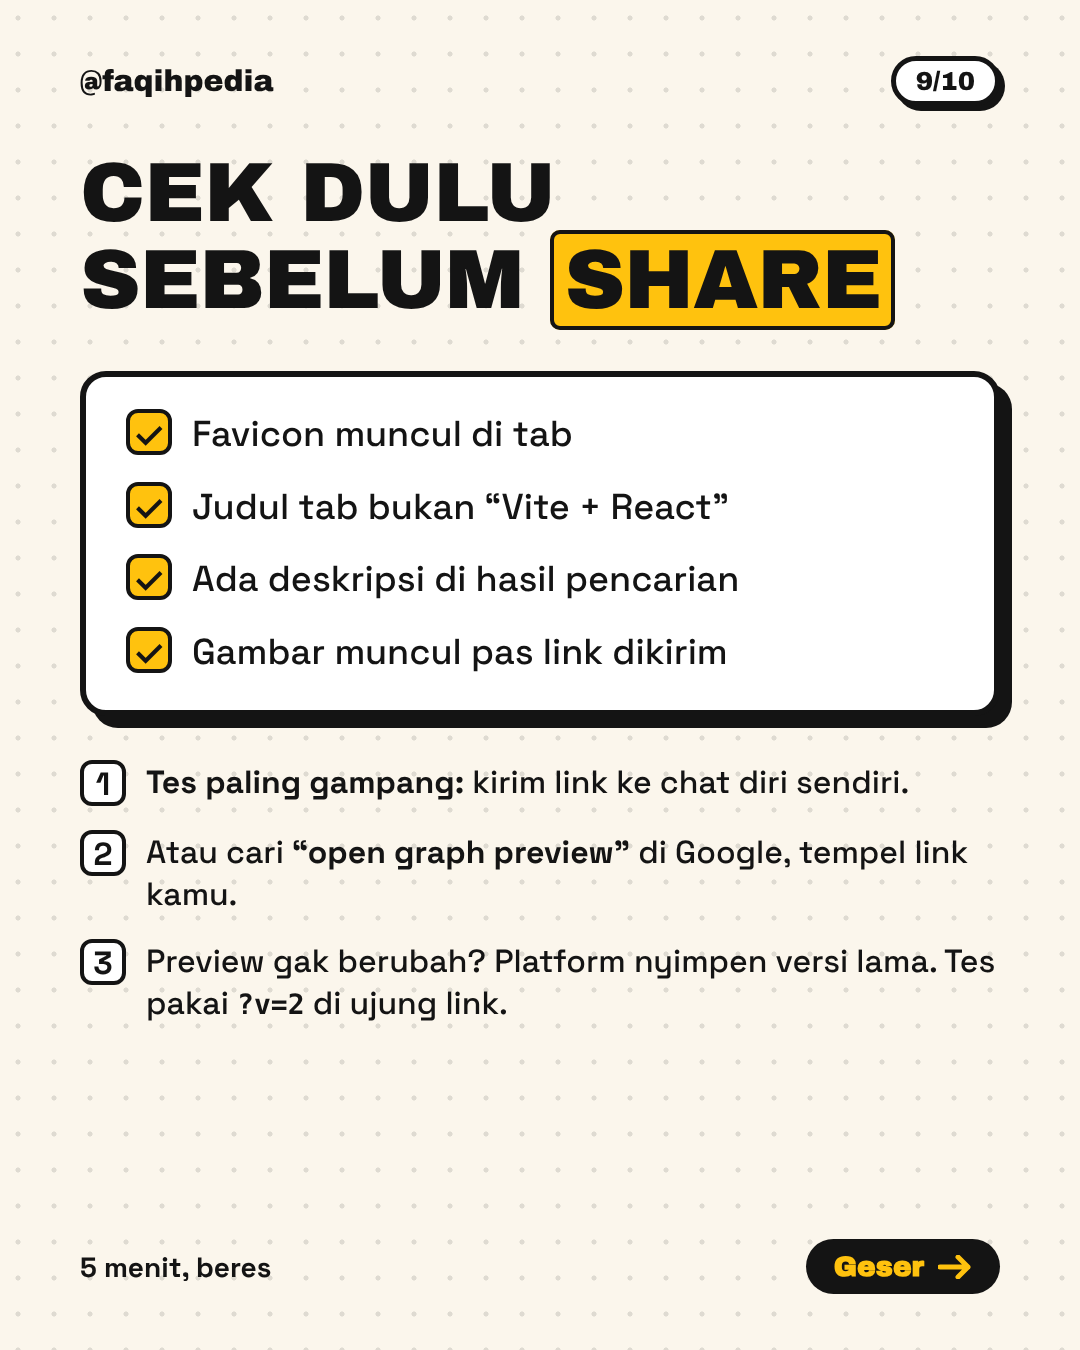 @faqihpedia
9/10
CEK DULU
SEBELUM SHARE
Favicon muncul di tab
Judul tab bukan “Vite + React”
Ada deskripsi di hasil pencarian
Gambar muncul pas link dikirim
1 Tes paling gampang: kirim link ke chat diri sendiri.
2 Atau cari “open graph preview” di Google, tempel link
kamu.
3 Preview gak berubah? Platform nyimpen versi lama. Tes
pakai ?v=2 di ujung link.
5 menit, beres
Geser →